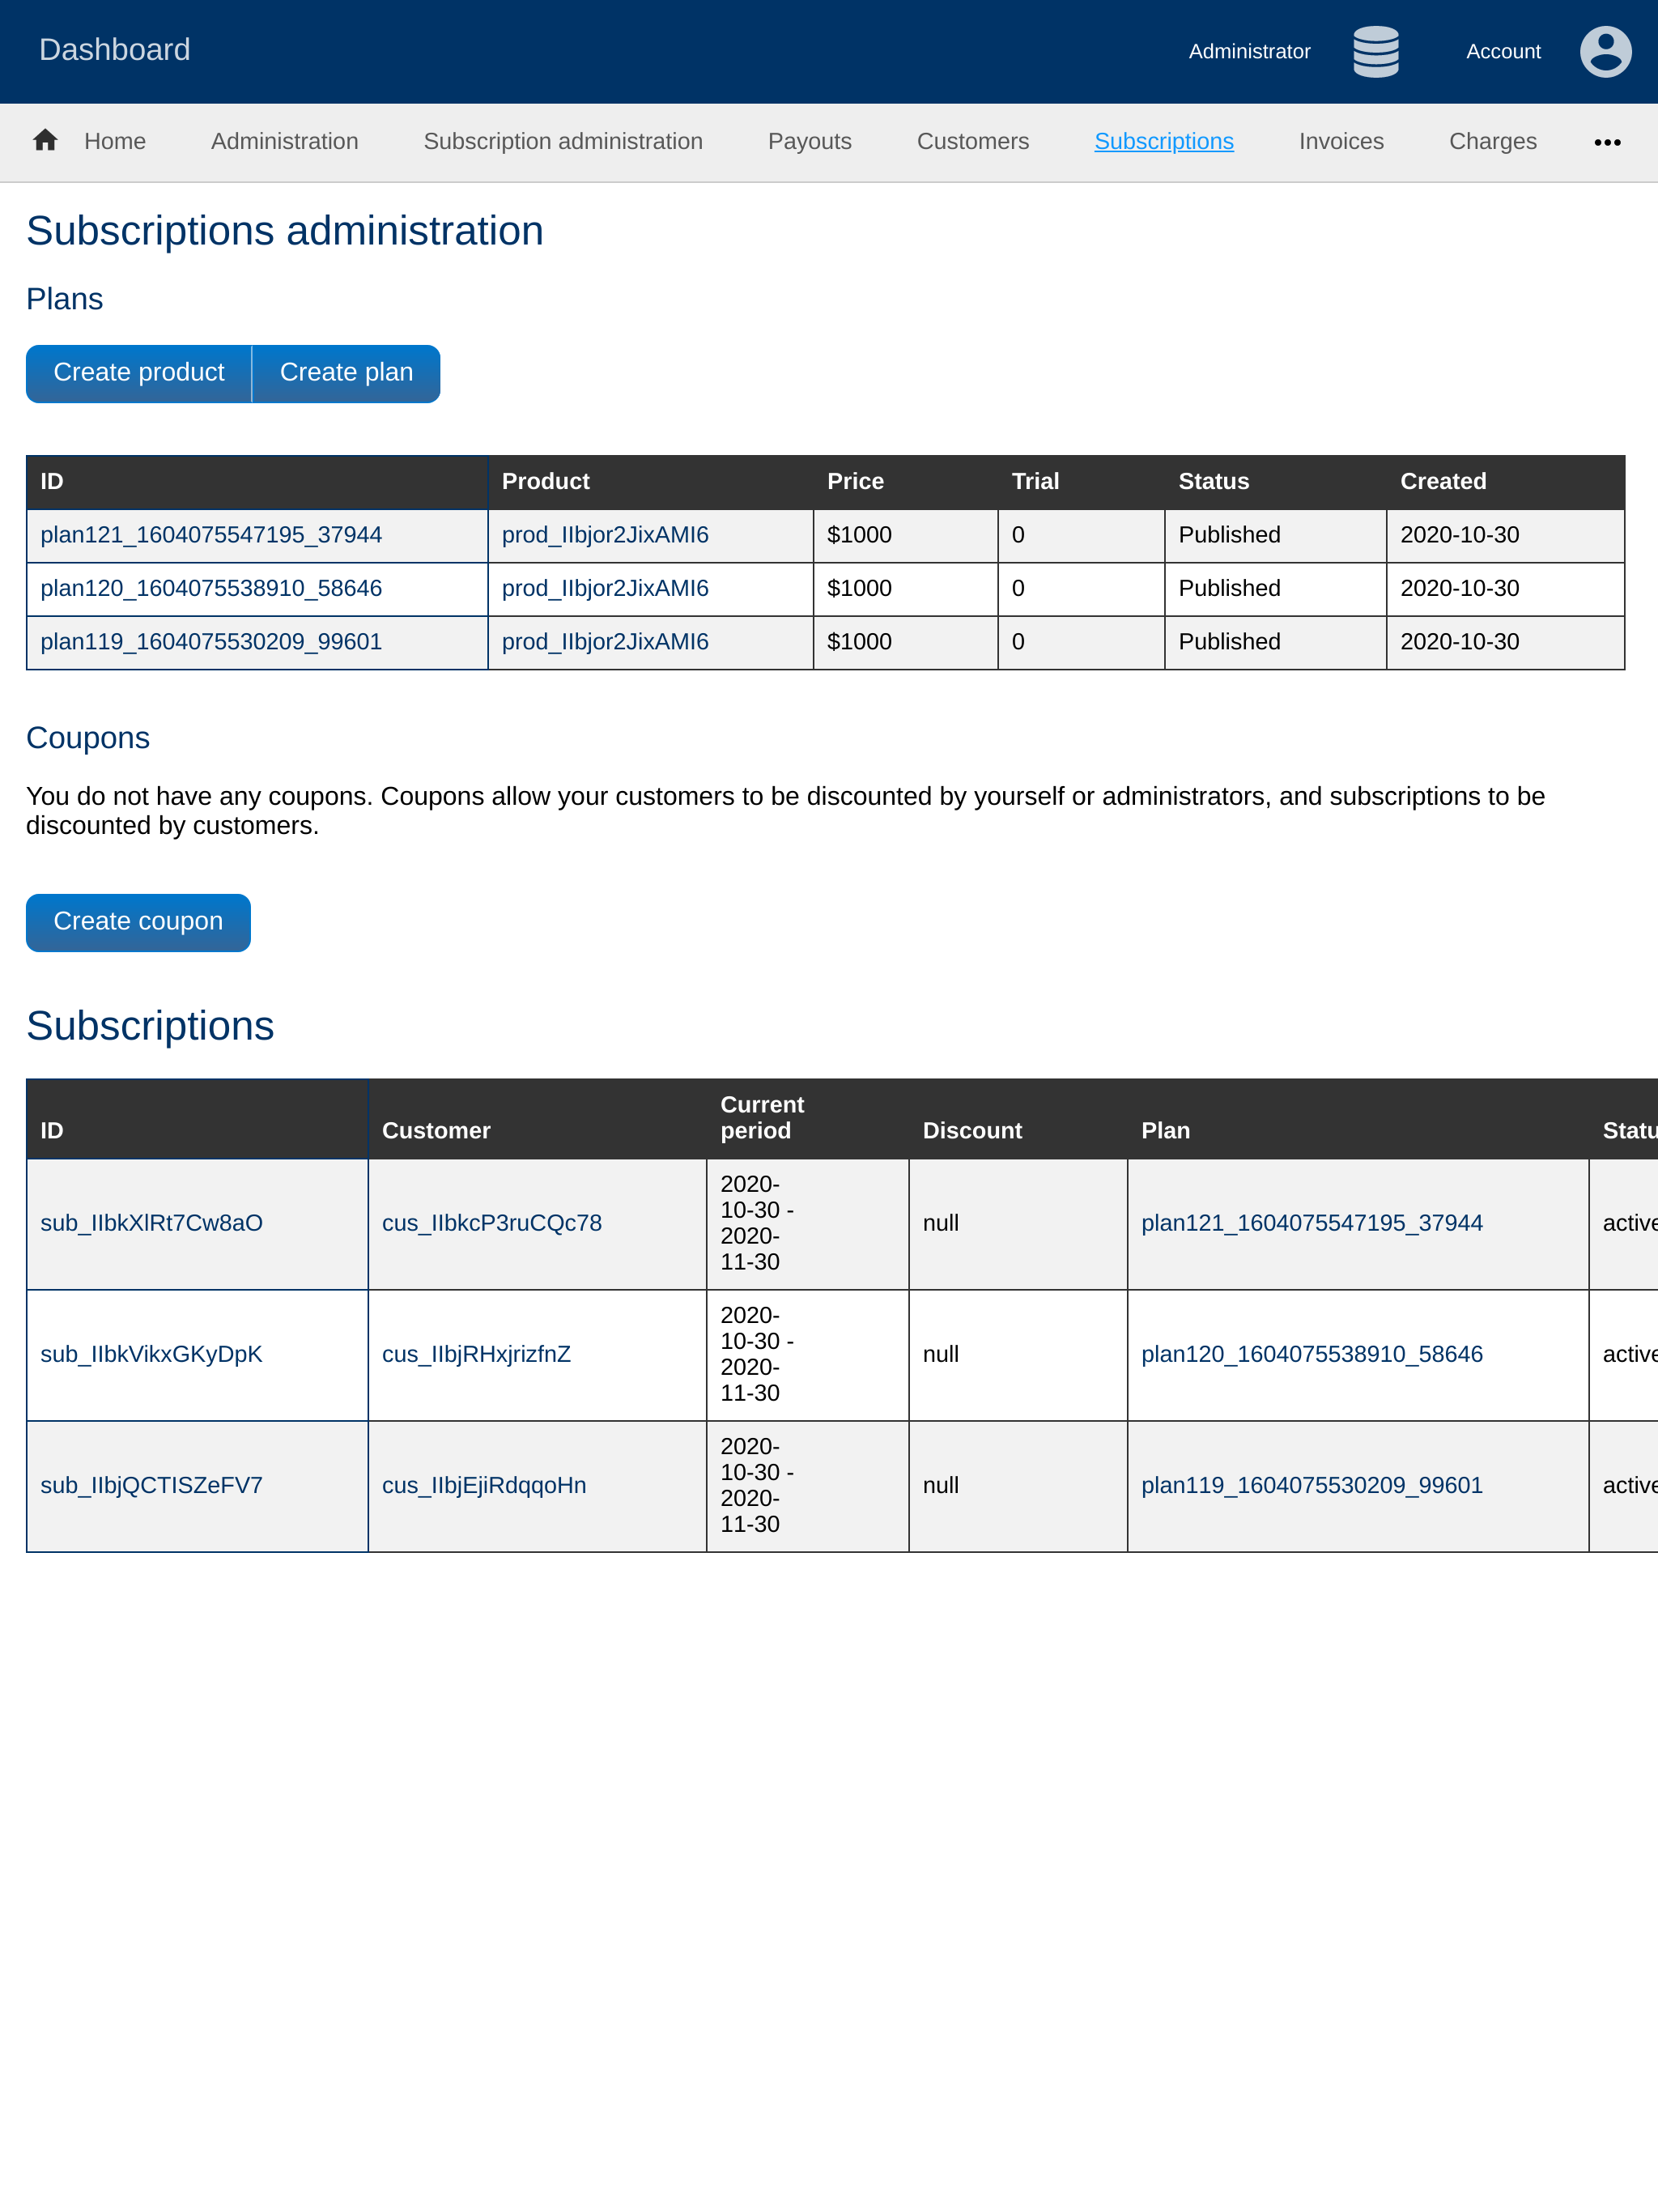 Dashboard
Administrator
Account
Home Administration Subscription administration Payouts Customers Subscriptions Invoices Charges •••
Subscriptions administration
Plans
Create product Create plan
ID Product Price Trial Status Created
plan121_1604075547195_37944 prod_IIbjor2JixAMI6 $1000 0 Published 2020-10-30
plan120_1604075538910_58646 prod_IIbjor2JixAMI6 $1000 0 Published 2020-10-30
plan119_1604075530209_99601 prod_IIbjor2JixAMI6 $1000 0 Published 2020-10-30
Coupons
You do not have any coupons. Coupons allow your customers to be discounted by yourself or administrators, and subscriptions to be
discounted by customers.
Create coupon
Subscriptions
ID Customer Current
period Discount Plan Statu
sub_IIbkXlRt7Cw8aO cus_IIbkcP3ruCQc78 2020-
10-30 -
2020-
11-30 null plan121_1604075547195_37944 active
sub_IIbkVikxGKyDpK cus_IIbjRHxjrizfnZ 2020-
10-30 -
2020-
11-30 null plan120_1604075538910_58646 active
sub_IIbjQCTISZeFV7 cus_IIbjEjiRdqqoHn 2020-
10-30 -
2020-
11-30 null plan119_1604075530209_99601 active